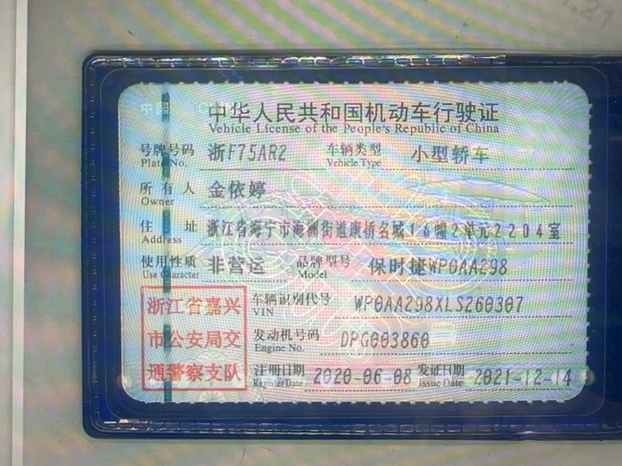 中华人民共和国机动车行驶证
Vehicle License of the People's Republic of China
号牌号码 浙F75AR2 车辆类型 小型轿车
Plate No. Vehicle Type
所有人 金依婷
Owner
住址 浙江省海宁市海洲街道康桥名城16幢2单元2204室
Address
使用性质 非营运 品牌型号 保时捷WP0AA298
Use Character Model
浙江省嘉兴 车辆识别代号 WP0AA298XLS260307
VIN
市公安局交 发动机号码 DPG003860
Engine No.
通警察支队 注册日期 2020-06-08 发证日期 2021-12-14
Register Date Issue Date